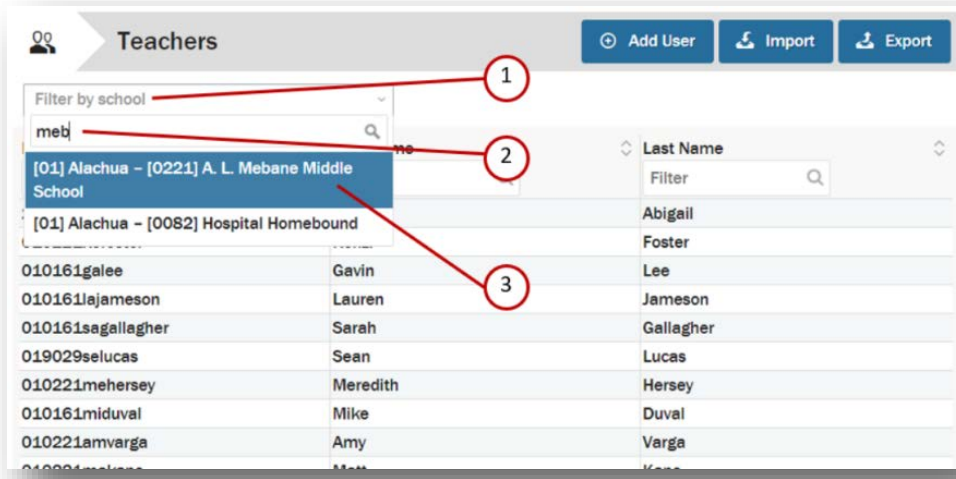 Teachers
Add User
Import
Export
1
Filter by school
meb
2
Last Name
[01] Alachua – [0221] A. L. Mebane Middle
School
Filter
[01] Alachua – [0082] Hospital Homebound
Abigail
Foster
010161galee Gavin Lee
3
010161lajameson Lauren Jameson
010161sagallagher Sarah Gallagher
019029selucas Sean Lucas
010221mehersey Meredith Hersey
010161miduval Mike Duval
010221amvarga Amy Varga